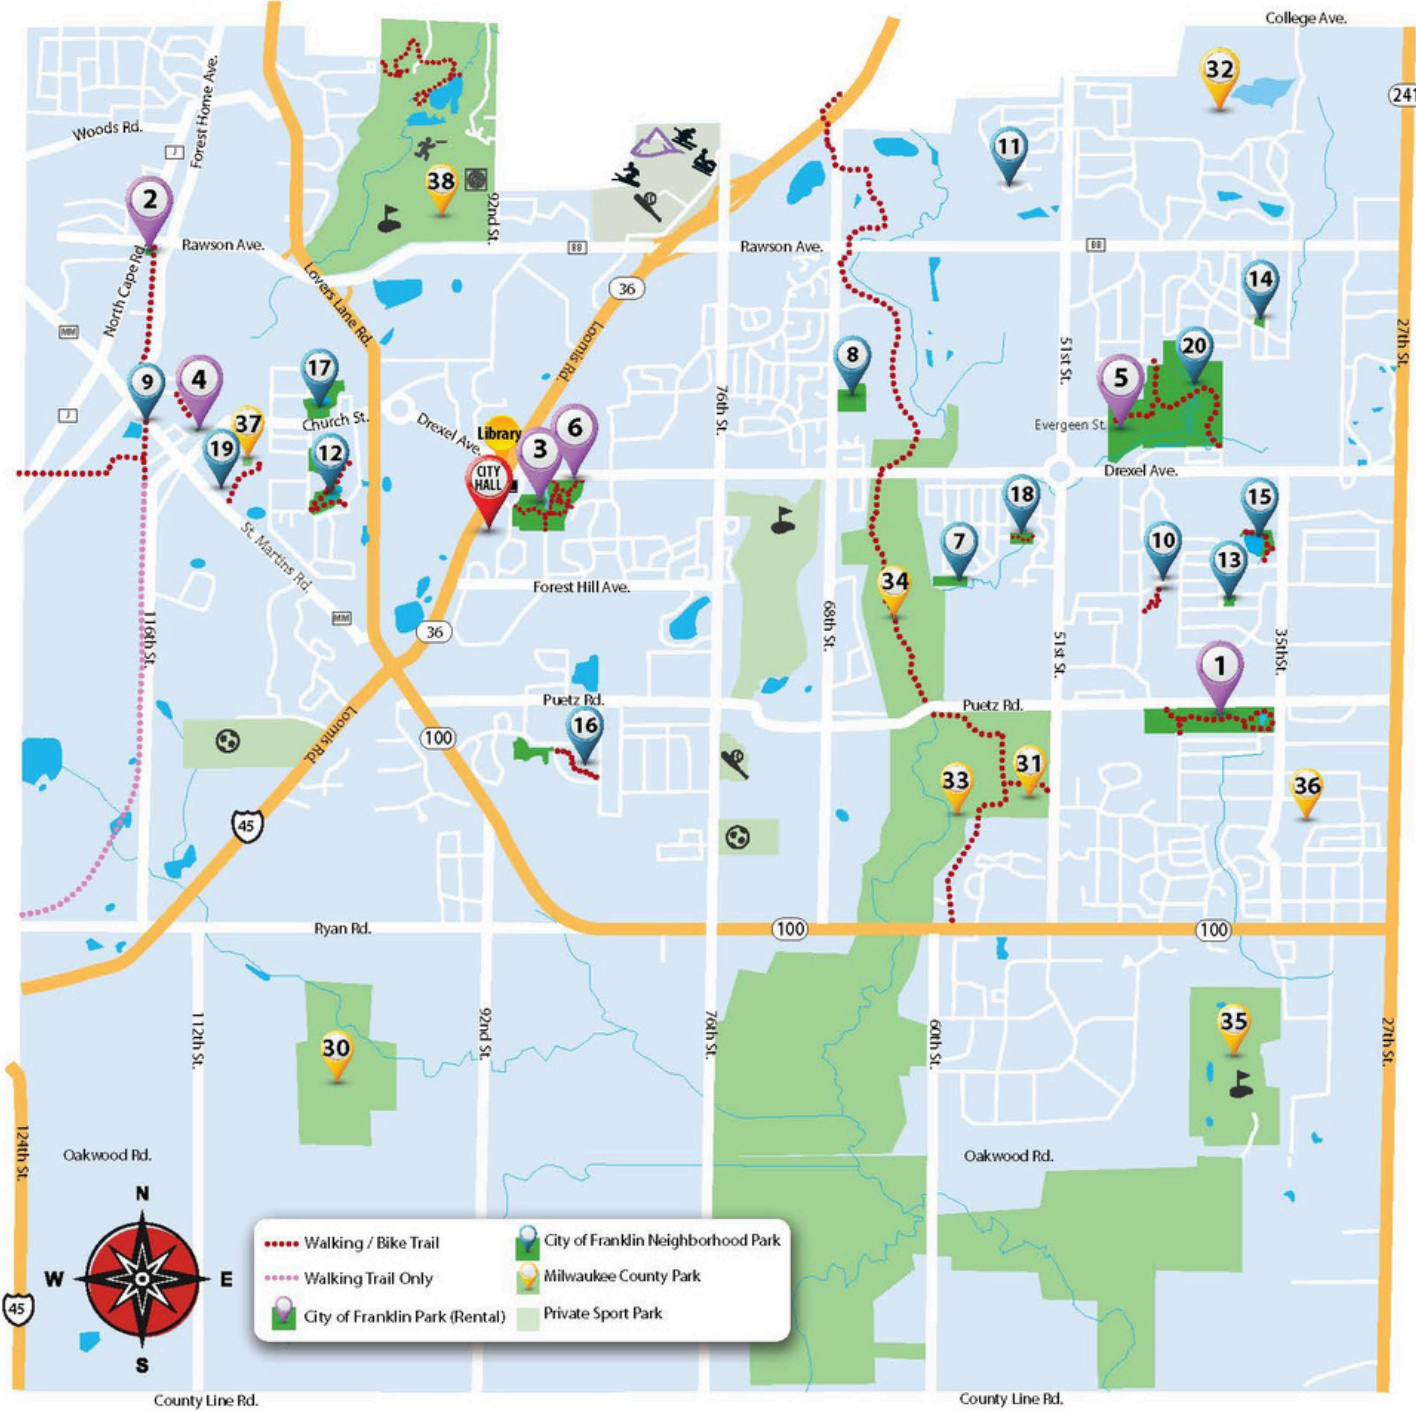 College Ave.
32
241
Woods Rd.
Forest Home Ave.
J
11
38
2
92nd St.
Rawson Ave.
BB
Rawson Ave.
BB
North Cape Rd.
Lovers Lane Rd.
36
14
MM
Loomis Rd.
27th St.
51st St.
20
8
17
9
4
5
76th St.
J
37
Church St.
Drexel Ave.
Library
6
Evergeen St.
3
19
12
CITY
HALL
Drexel Ave.
18
15
7
10
13
St. Martins Rd.
34
Forest Hill Ave.
MM
36
116th St.
68th St.
51st St.
35thSt.
1
Puetz Rd.
Puetz Rd.
16
Loomis Rd.
100
31
33
36
45
Ryan Rd.
100
100
35
30
112th St.
92nd St.
76th St.
60th St.
27th St.
124th St.
Oakwood Rd.
Oakwood Rd.
N
W
E
S
45
Walking / Bike Trail
Walking Trail Only
City of Franklin Park (Rental)
City of Franklin Neighborhood Park
Milwaukee County Park
Private Sport Park
County Line Rd.
County Line Rd.